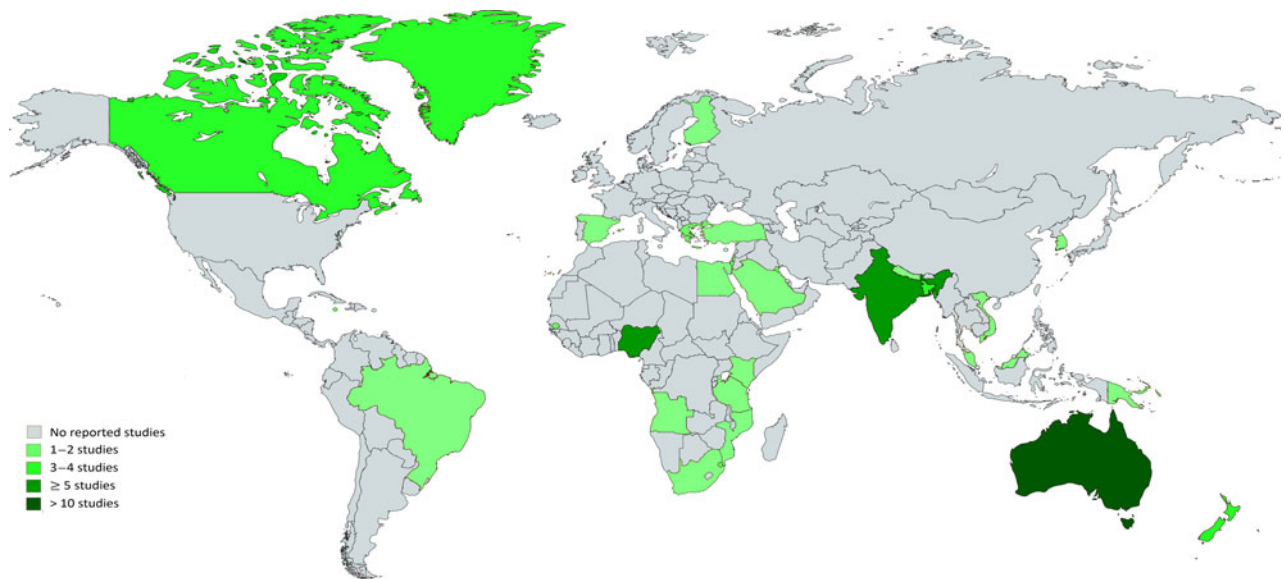 No reported studies
1–2 studies
3–4 studies
≥ 5 studies
> 10 studies